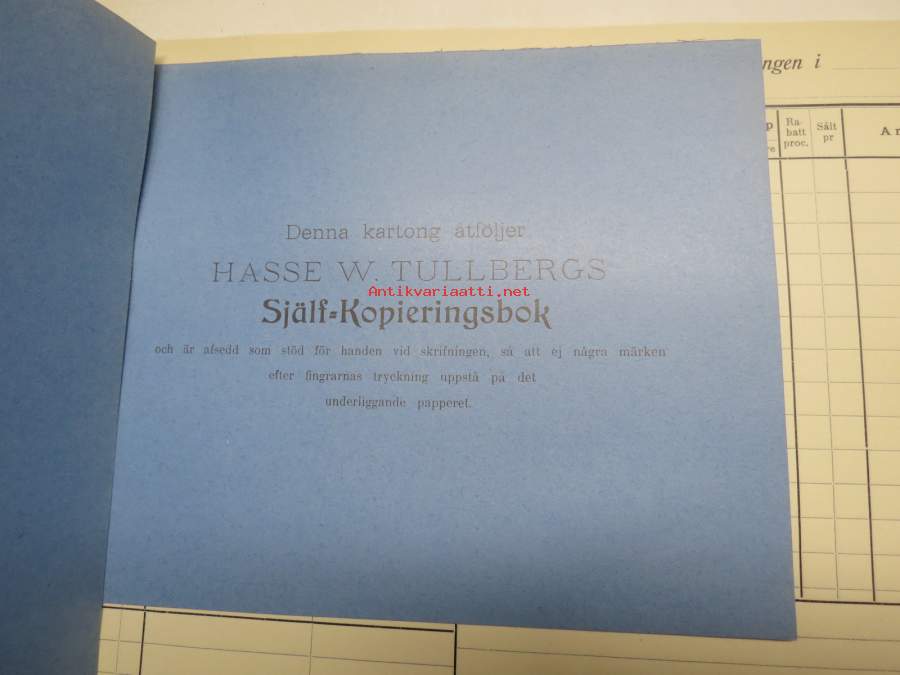 ngen i
Ra-
batt
proc.
Sålt
pr
Denna kartong åtföljer
HASSE W. TULLBERGS
Antikvariaatti.net
Själf-Kopieringsbok
och är afsedd som stöd för handen vid skrifningen, så att ej några märken
efter fingrarnas tryckning uppstå på det
underliggande papperet.